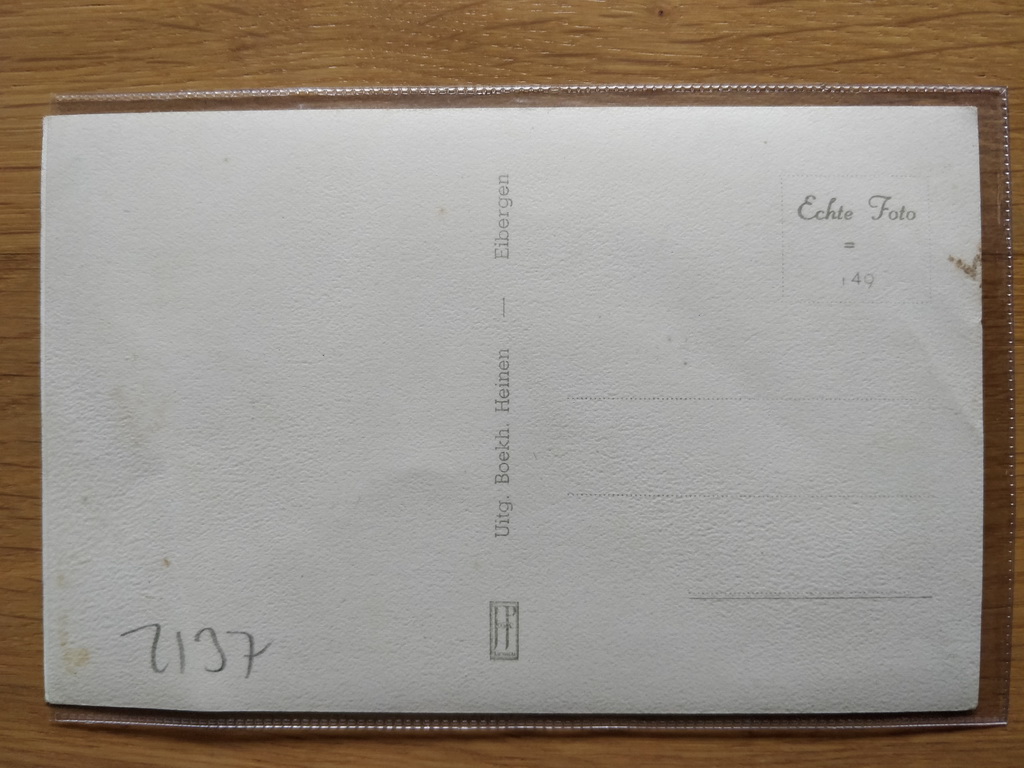 Echte Foto
=
149
Uitg. Boekh. Heinen — Eibergen
2137